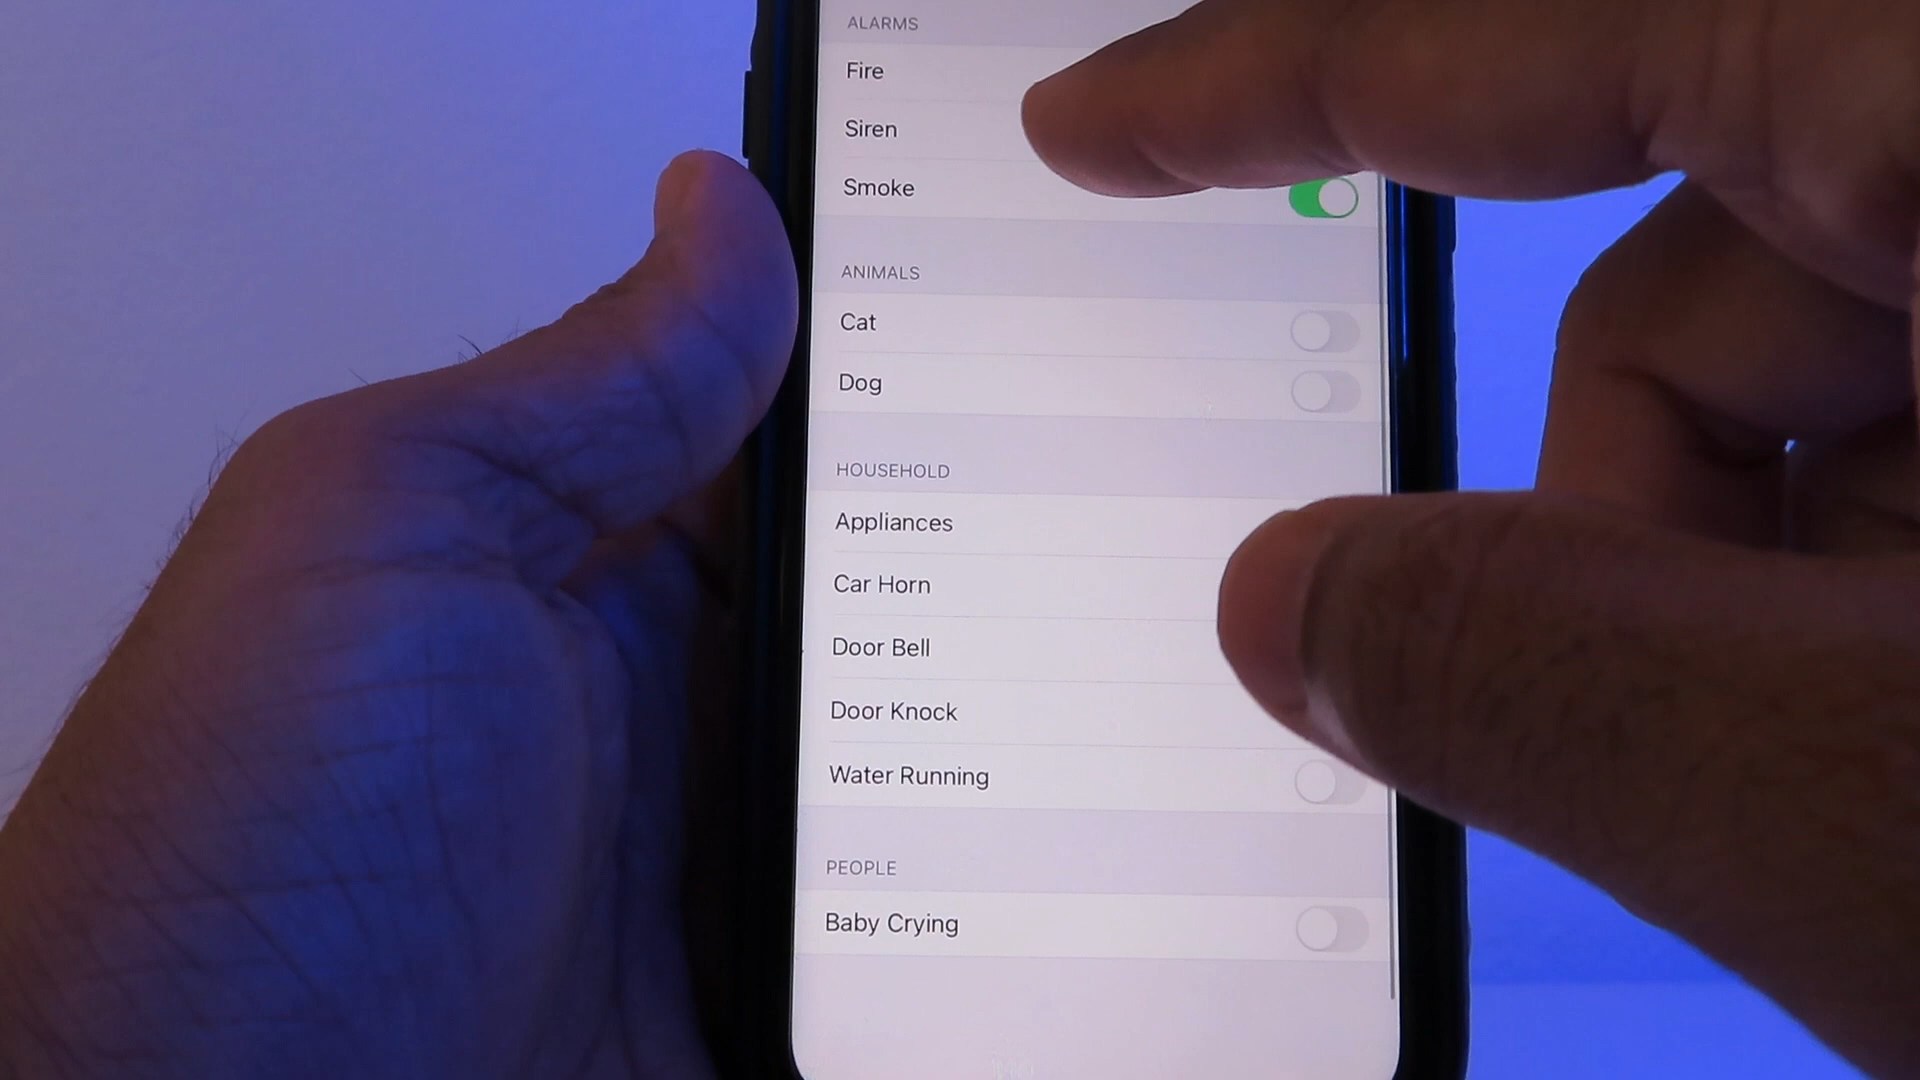 ALARMS
Fire
Siren
Smoke
ANIMALS
Cat
Dog
HOUSEHOLD
Appliances
Car Horn
Door Bell
Door Knock
Water Running
PEOPLE
Baby Crying